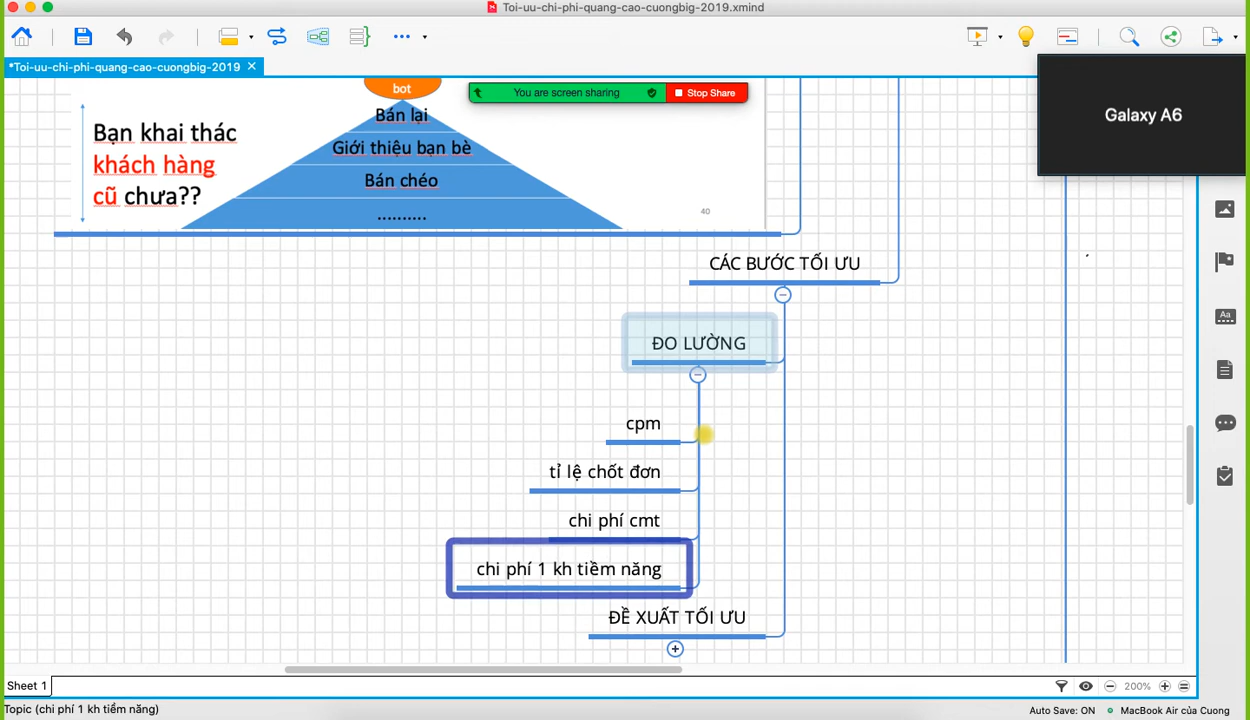 Toi-uu-chi-phi-quang-cao-cuongbig-2019.xmind
*Toi-uu-chi-phi-quang-cao-cuongbig-2019
You are screen sharing
Stop Share
Galaxy A6
bot
Bán lại
Giới thiệu bạn bè
Bán chéo
..........
Bạn khai thác
khách hàng
cũ chưa??
40
CÁC BƯỚC TỐI ƯU
ĐO LƯỜNG
cpm
tỉ lệ chốt đơn
chi phí cmt
chi phí 1 kh tiềm năng
ĐỀ XUẤT TỐI ƯU
Aa
Sheet 1
200%
Topic (chi phí 1 kh tiềm năng)
Auto Save: ON
MacBook Air của Cuong